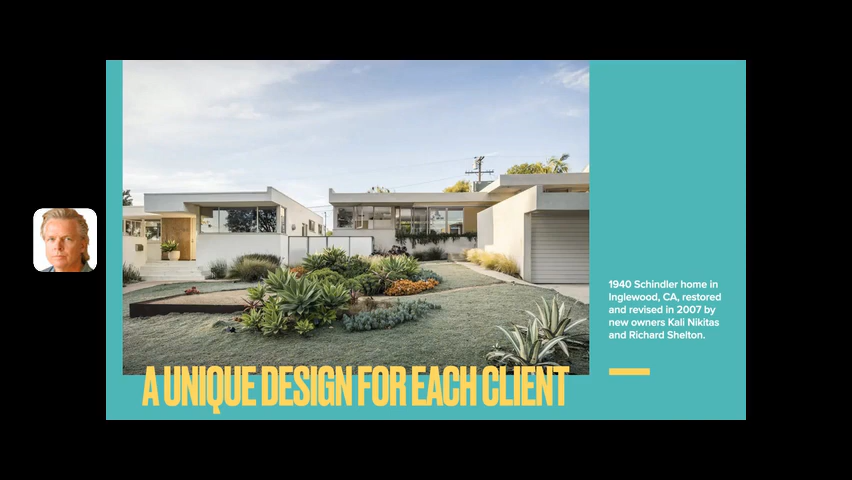 1940 Schindler home in
Inglewood, CA, restored
and revised in 2007 by
new owners Kali Nikitas
and Richard Shelton.
A UNIQUE DESIGN FOR EACH CLIENT